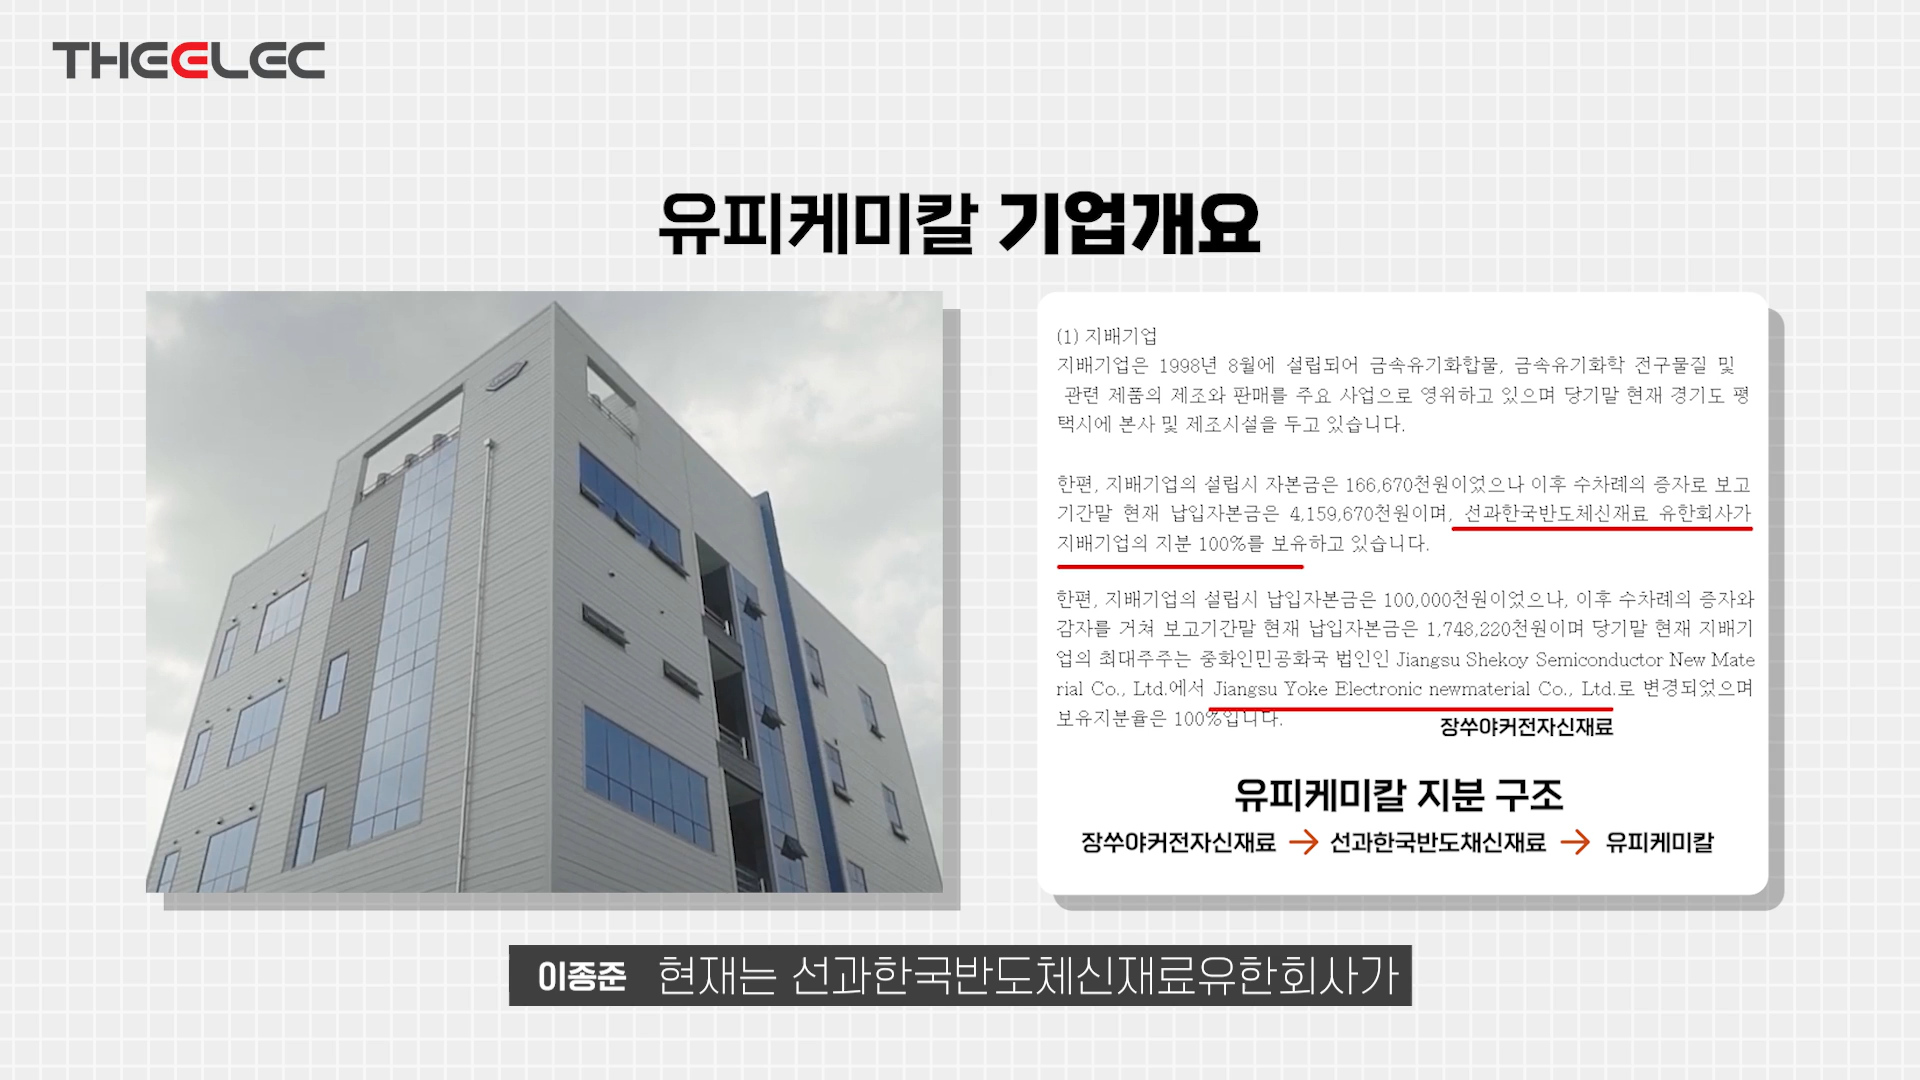 THEELEC
유피케미칼 기업개요
(1) 지배기업
지배기업은 1998년 8월에 설립되어 금속유기화합물, 금속유기화학 전구물질 및
관련 제품의 제조와 판매를 주요 사업으로 영위하고 있으며 당기말 현재 경기도 평
택시에 본사 및 제조시설을 두고 있습니다.
한편, 지배기업의 설립시 자본금은 166,670천원이었으나 이후 수차례의 증자로 보고
기간말 현재 납입자본금은 4,159,670천원이며, 선과한국반도체신재료 유한회사가
지배기업의 지분 100%를 보유하고 있습니다.
한편, 지배기업의 설립시 납입자본금은 100,000천원이었으나, 이후 수차례의 증자와
감자를 거쳐 보고기간말 현재 납입자본금은 1,748,220천원이며 당기말 현재 지배기
업의 최대주주는 중화인민공화국 법인인 Jiangsu Shekoy Semiconductor New Mate
rial Co., Ltd.에서 Jiangsu Yoke Electronic newmaterial Co., Ltd.로 변경되었으며
보유지분율은 100%입니다.
장쑤야커전자신재료
유피케미칼 지분 구조
장쑤야커전자신재료 → 선과한국반도채신재료 → 유피케미칼
이종준 현재는 선과한국반도체신재료유한회사가